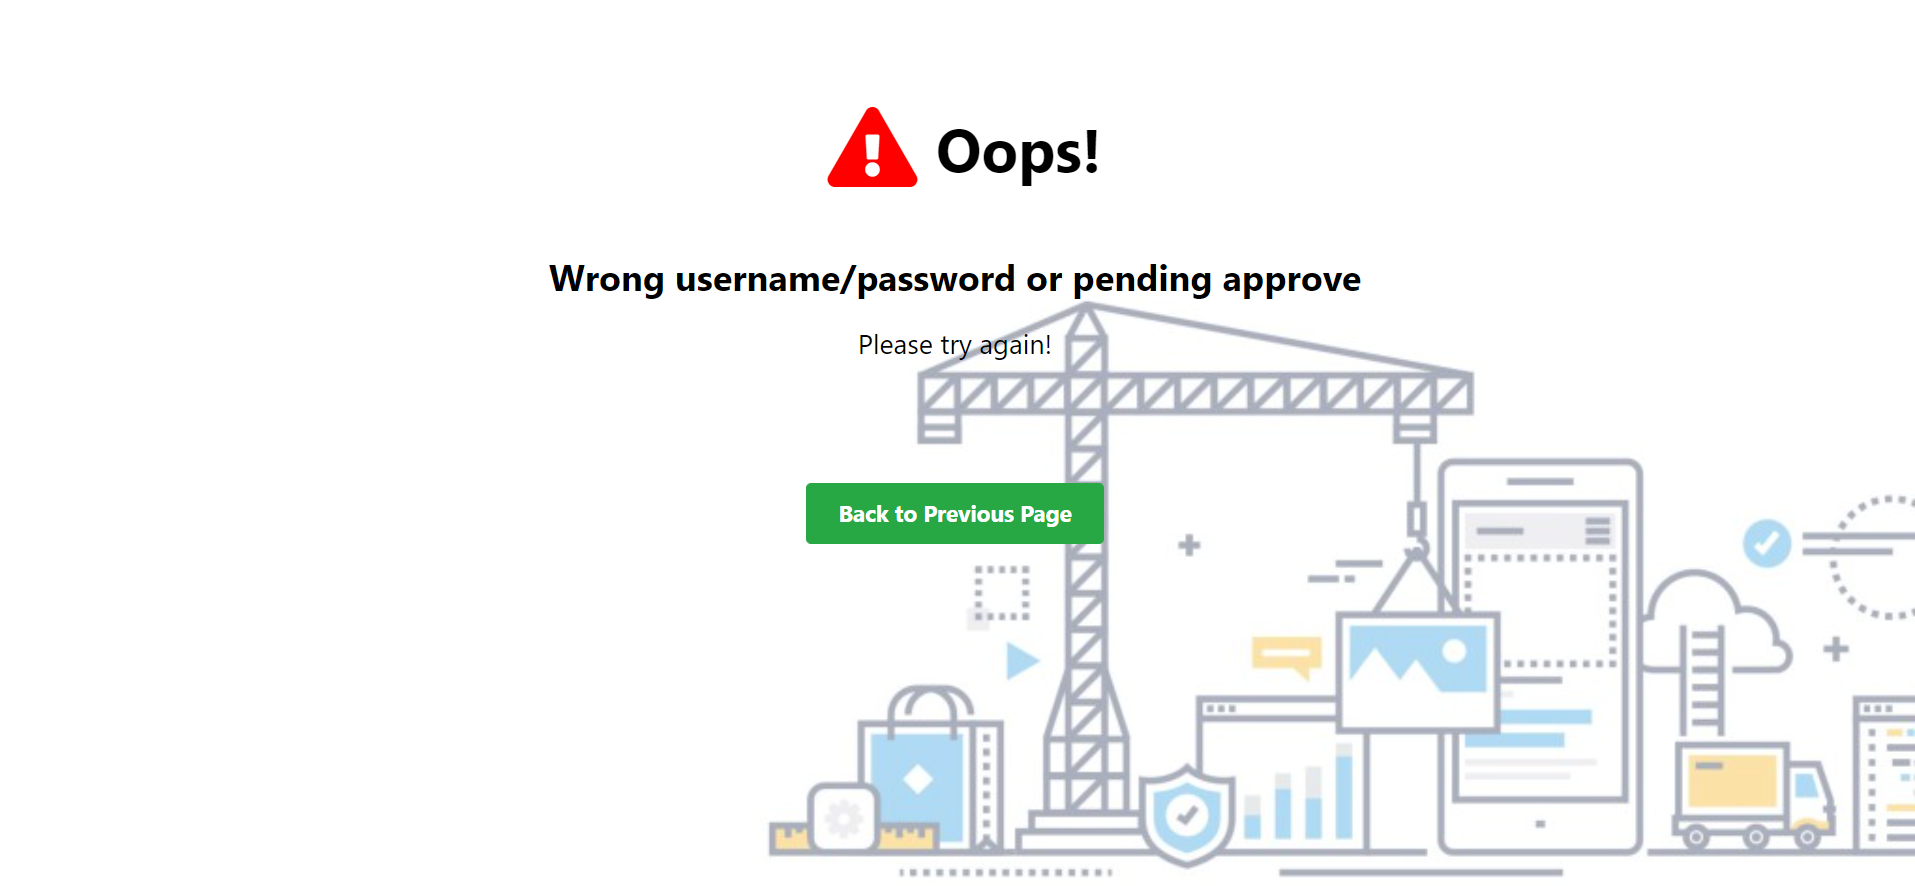 Oops!
Wrong username/password or pending approve
Please try again!
Back to Previous Page